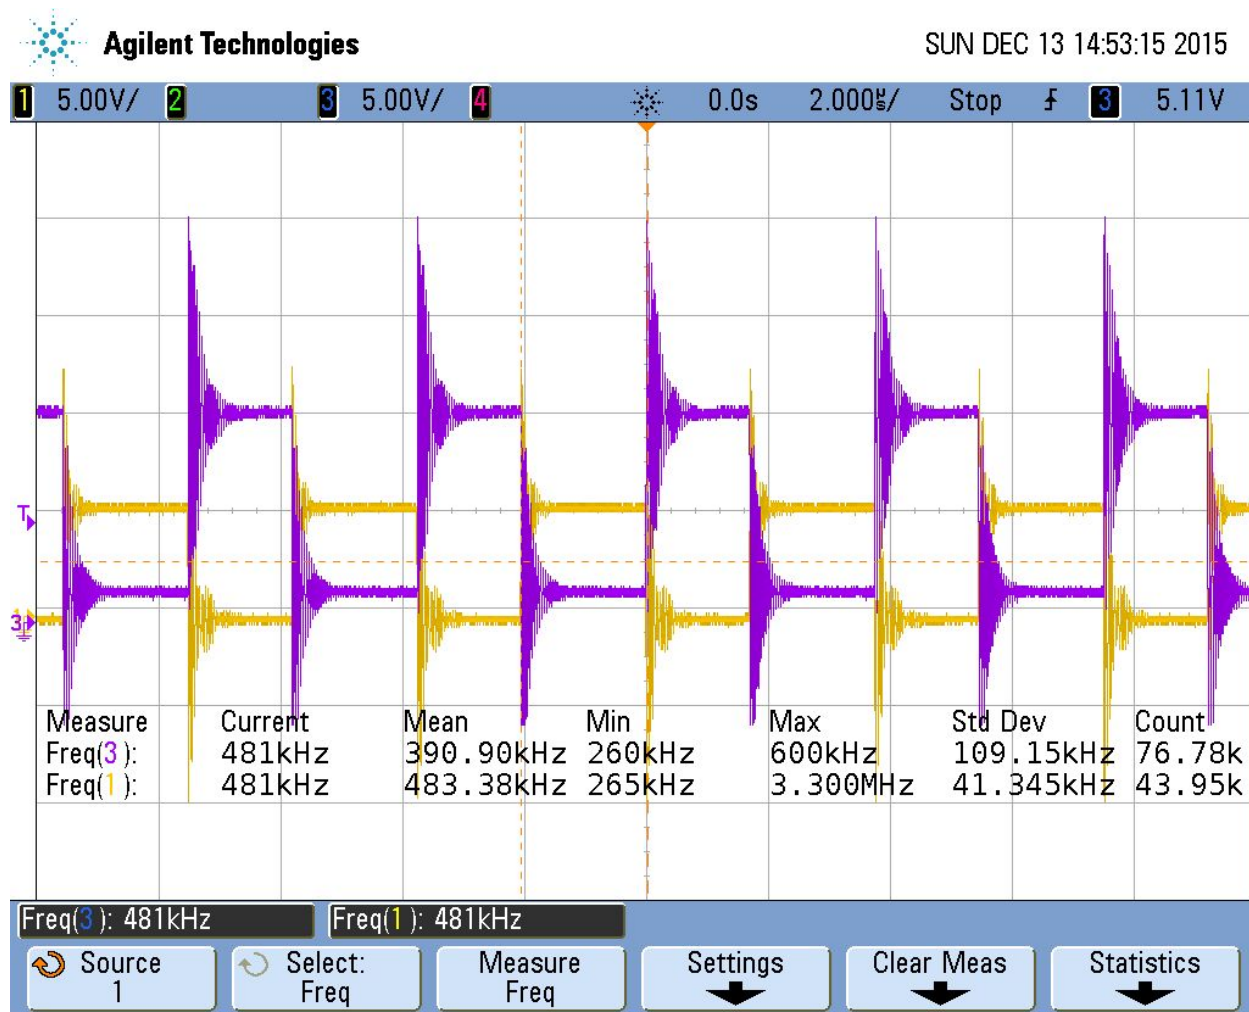 Agilent Technologies SUN DEC 13 14:53:15 2015
1 5.00V/ 2 3 5.00V/ 4 0.0s 2.000µs/ Stop 3 5.11V
T
3
Measure Current Mean Min Max Std Dev Count
Freq(3): 481kHz 390.90kHz 260kHz 600kHz 109.15kHz 76.78k
Freq(1): 481kHz 483.38kHz 265kHz 3.300MHz 41.345kHz 43.95k
Freq(3): 481kHz Freq(1): 481kHz
Source Select: Measure Settings Clear Meas Statistics
1 Freq Freq